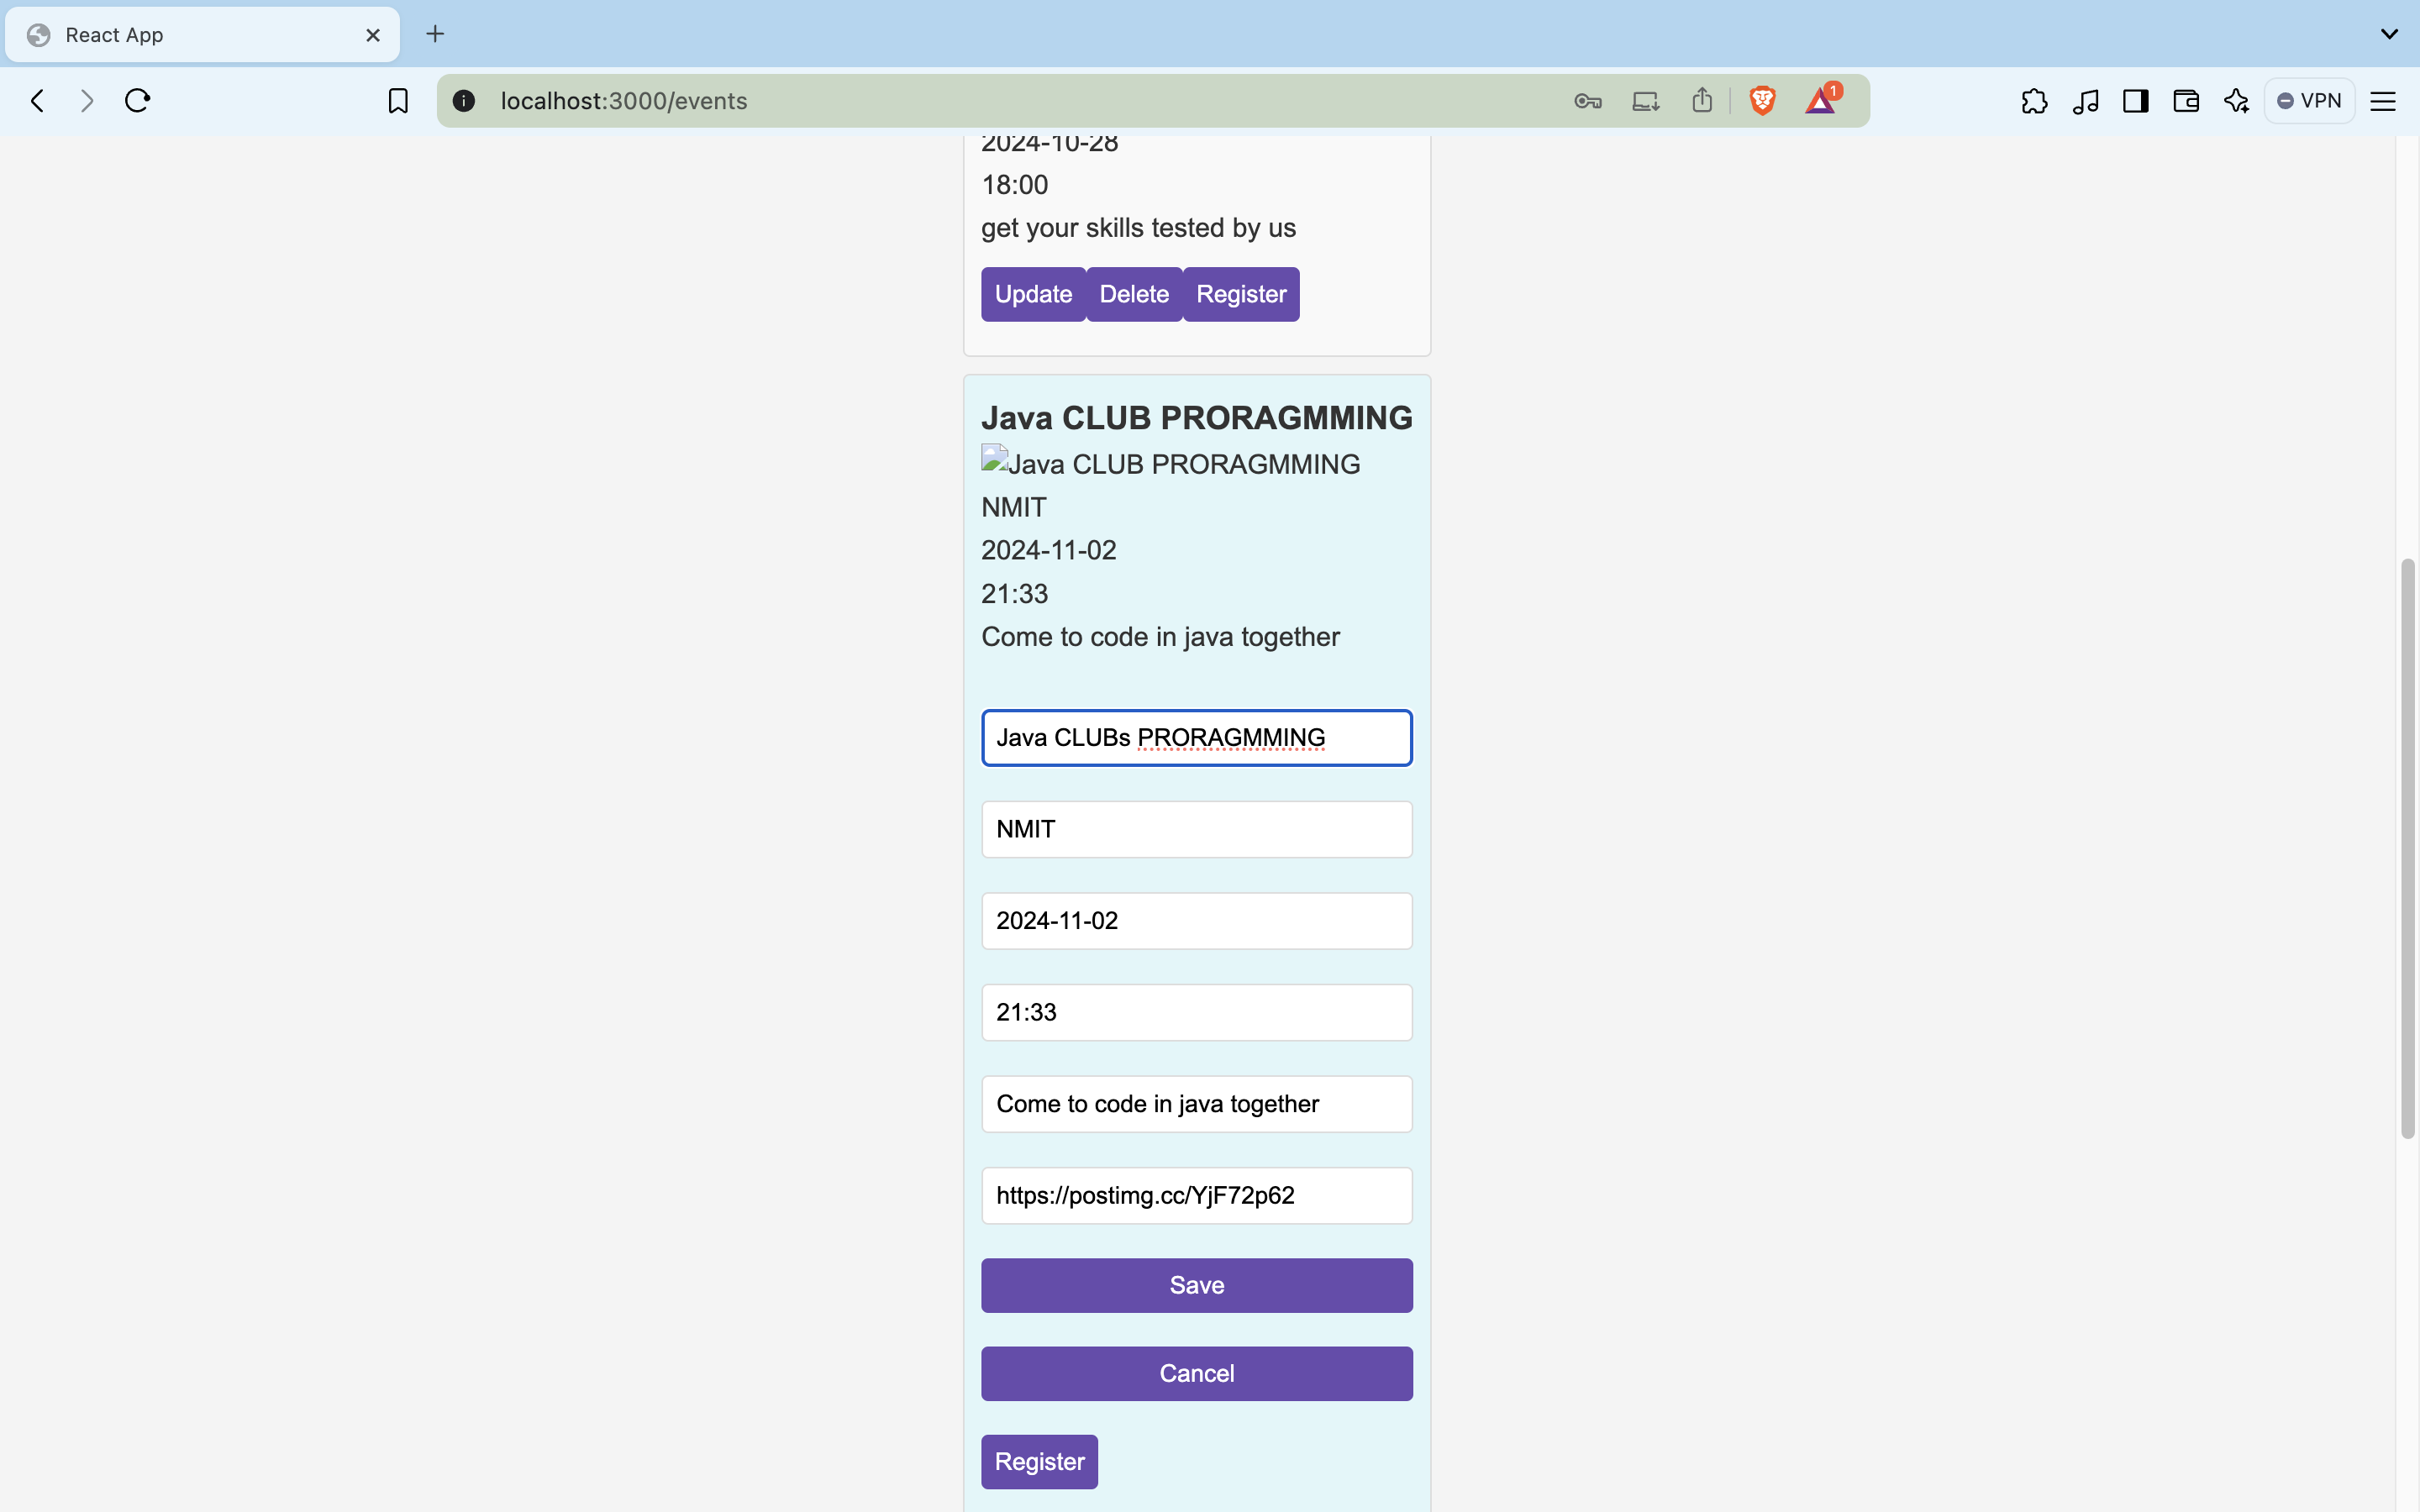 React App
localhost:3000/events
1
VPN
2024-10-28
18:00
get your skills tested by us
Update Delete Register
Java CLUB PRORAGMMING
Java CLUB PRORAGMMING
NMIT
2024-11-02
21:33
Come to code in java together
Java CLUBs PRORAGMMING
NMIT
2024-11-02
21:33
Come to code in java together
https://postimg.cc/YjF72p62
Save
Cancel
Register